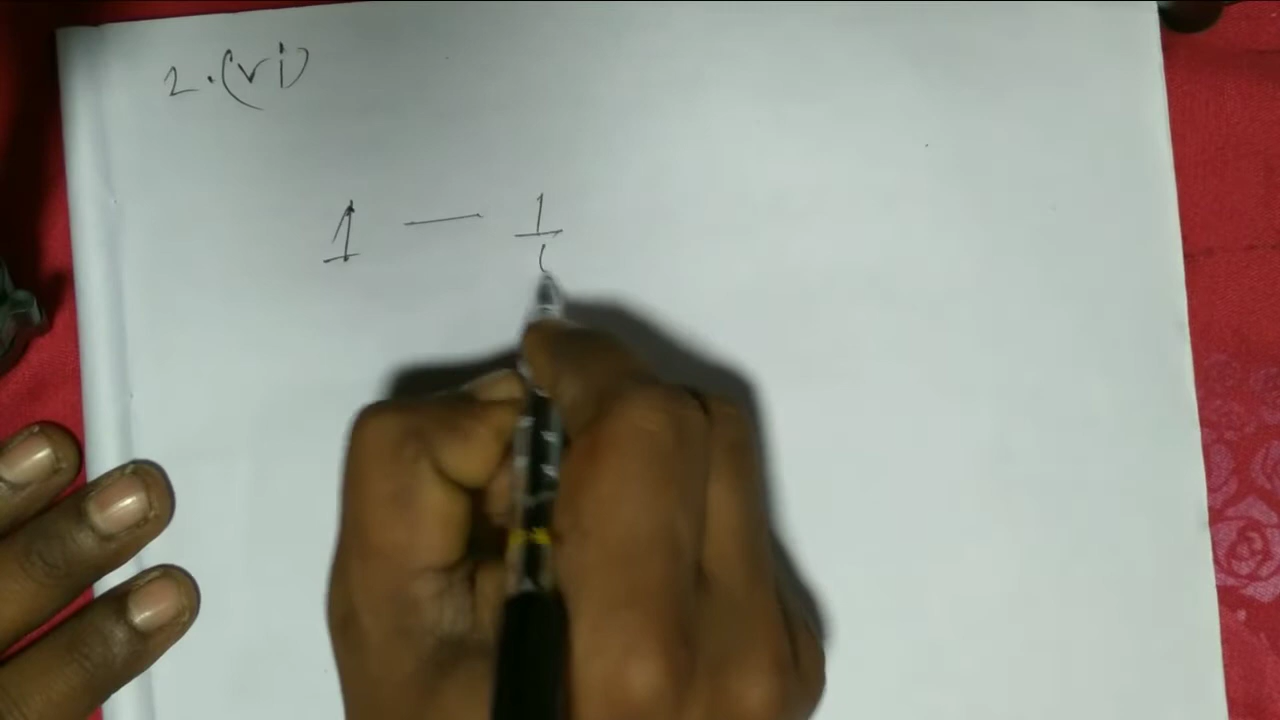 2.(vi)
1 — 1/